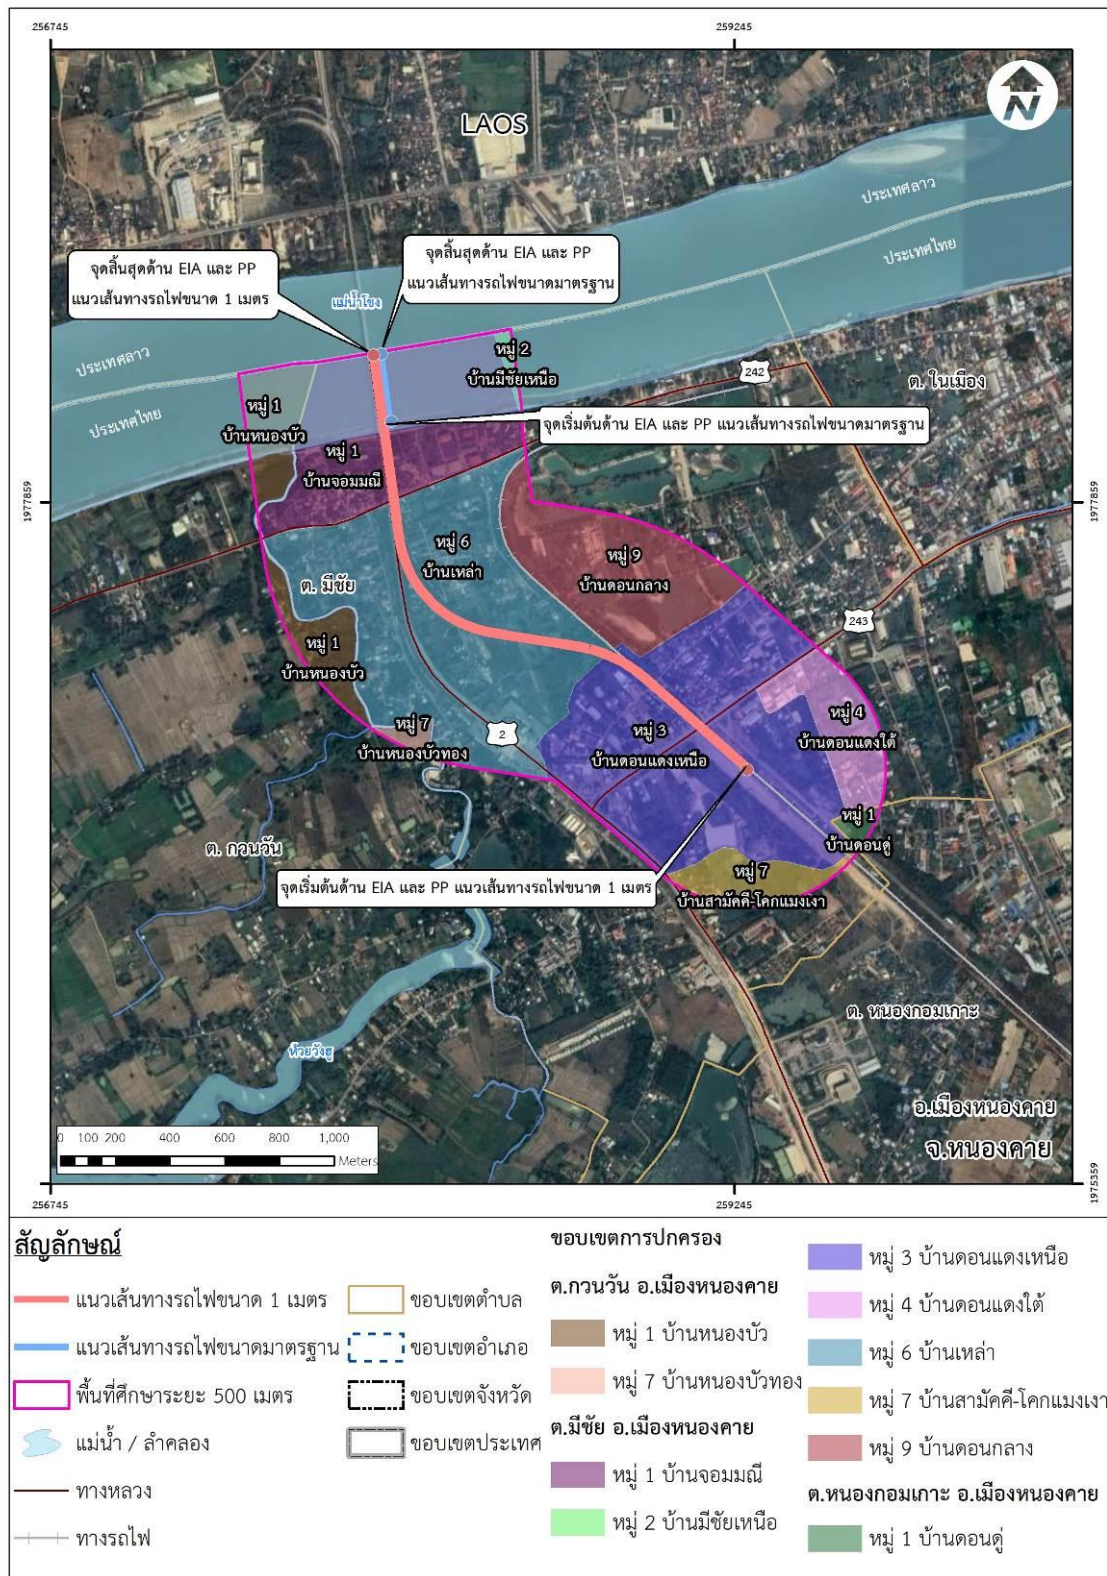 256745
259245
LAOS
ประเทศลาว
ประเทศไทย
จุดสิ้นสุดด้าน EIA และ PP
แนวเส้นทางรถไฟขนาด 1 เมตร
จุดสิ้นสุดด้าน EIA และ PP
แนวเส้นทางรถไฟขนาดมาตรฐาน
แม่น้ำโขง
ประเทศลาว
ประเทศไทย
หมู่ 2
บ้านมีชัยเหนือ
242
ต. ในเมือง
หมู่ 1
บ้านหนองบัว
จุดเริ่มต้นด้าน EIA และ PP แนวเส้นทางรถไฟขนาดมาตรฐาน
หมู่ 1
บ้านจอมมณี
1977859
1977859
หมู่ 6
บ้านเหล่า
หมู่ 9
บ้านดอนกลาง
ต. มีชัย
243
หมู่ 1
บ้านหนองบัว
หมู่ 7
บ้านหนองบัวทอง
2
หมู่ 3
บ้านดอนแดงเหนือ
หมู่ 4
บ้านดอนแดงใต้
หมู่ 1
บ้านดอนดู่
ต. กวนวัน
จุดเริ่มต้นด้าน EIA และ PP แนวเส้นทางรถไฟขนาด 1 เมตร
หมู่ 7
บ้านสามัคคี-โคกแมงเงา
ต. หนองกอมเกาะ
อ.เมืองหนองคาย
จ.หนองคาย
0 100 200 400 600 800 1,000
Meters
1975359
256745
259245
สัญลักษณ์
แนวเส้นทางรถไฟขนาด 1 เมตร
แนวเส้นทางรถไฟขนาดมาตรฐาน
พื้นที่ศึกษาระยะ 500 เมตร
แม่น้ำ / ลำคลอง
ทางหลวง
ทางรถไฟ
ขอบเขตตำบล
ขอบเขตอำเภอ
ขอบเขตจังหวัด
ขอบเขตประเทศ
ขอบเขตการปกครอง
ต.กวนวัน อ.เมืองหนองคาย
หมู่ 1 บ้านหนองบัว
หมู่ 7 บ้านหนองบัวทอง
ต.มีชัย อ.เมืองหนองคาย
หมู่ 1 บ้านจอมมณี
หมู่ 2 บ้านมีชัยเหนือ
หมู่ 3 บ้านดอนแดงเหนือ
หมู่ 4 บ้านดอนแดงใต้
หมู่ 6 บ้านเหล่า
หมู่ 7 บ้านสามัคคี-โคกแมงเงา
หมู่ 9 บ้านดอนกลาง
ต.หนองกอมเกาะ อ.เมืองหนองคาย
หมู่ 1 บ้านดอนดู่